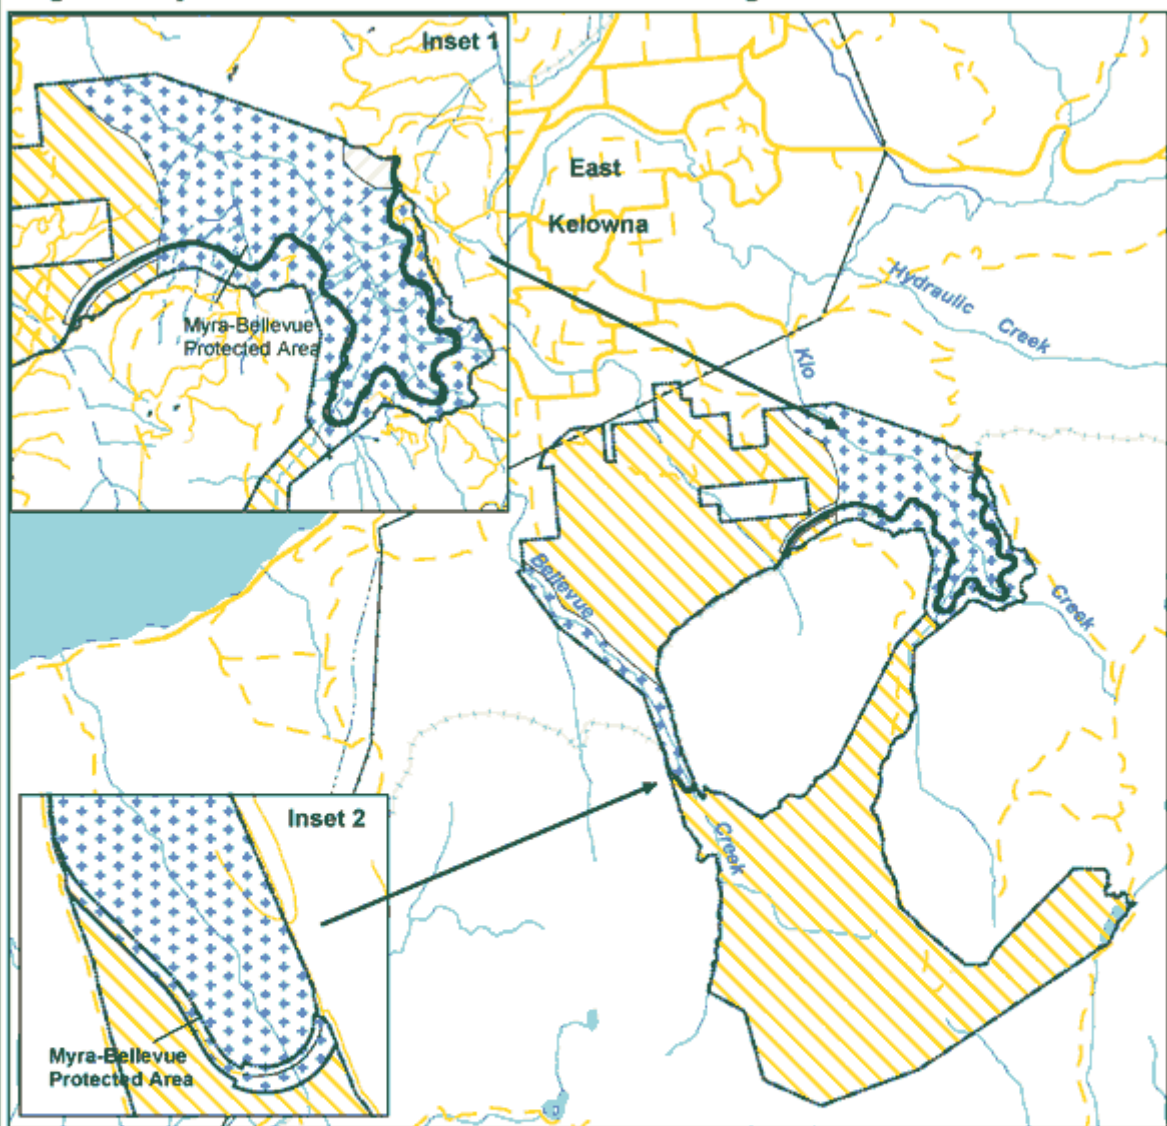 Inset 1
East
Kelowna
Hydraulic Creek
Myra-Bellevue
Protected Area
Klo
Bellevue
Creek
Inset 2
Creek
Myra-Bellevue
Protected Area